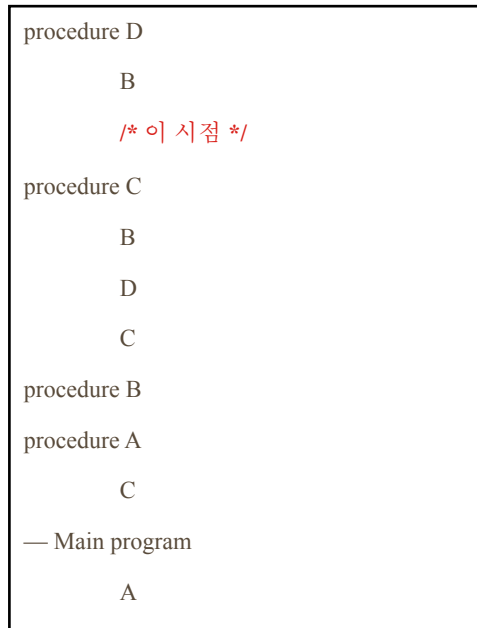 procedure D
B
/* 이 시점 */
procedure C
B
D
C
procedure B
procedure A
C
— Main program
A